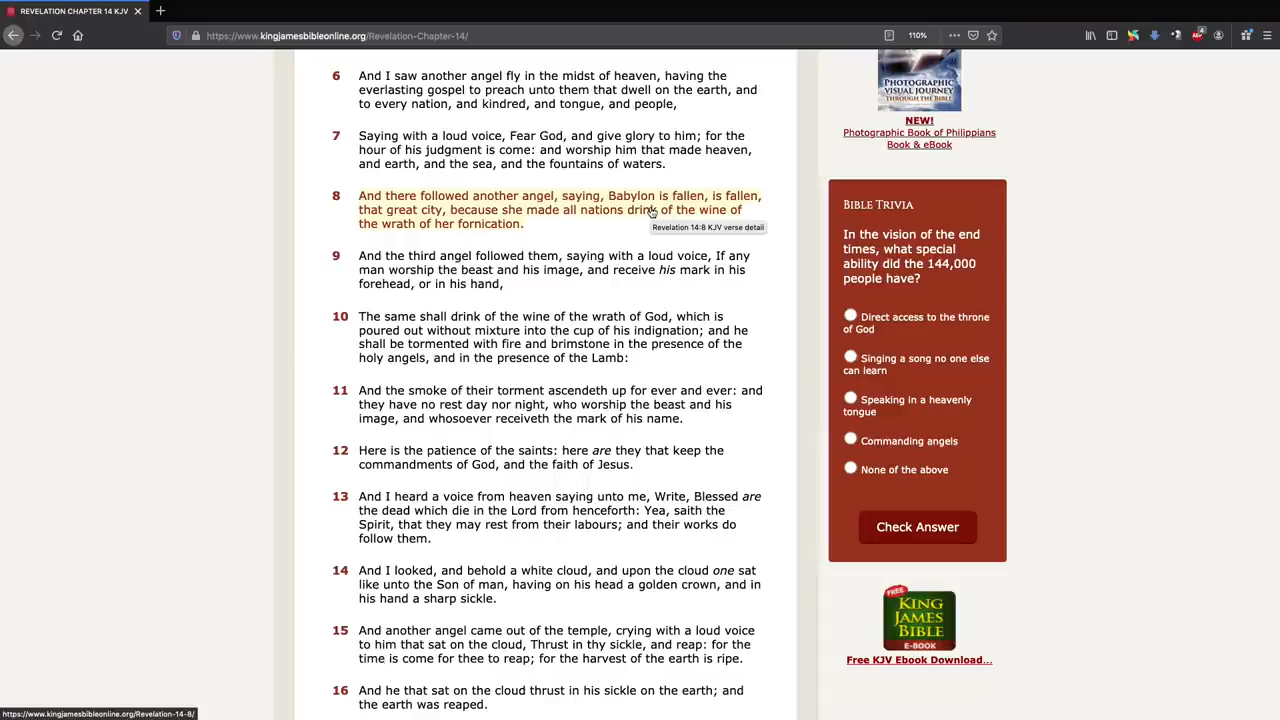 REVELATION CHAPTER 14 KJV
https://www.kingjamesbibleonline.org/Revelation-Chapter-14/
110%
6 And I saw another angel fly in the midst of heaven, having the
everlasting gospel to preach unto them that dwell on the earth, and
to every nation, and kindred, and tongue, and people,
7 Saying with a loud voice, Fear God, and give glory to him; for the
hour of his judgment is come: and worship him that made heaven,
and earth, and the sea, and the fountains of waters.
8 And there followed another angel, saying, Babylon is fallen, is fallen,
that great city, because she made all nations drink of the wine of
the wrath of her fornication.
Revelation 14:8 KJV verse detail
9 And the third angel followed them, saying with a loud voice, If any
man worship the beast and his image, and receive his mark in his
forehead, or in his hand,
10 The same shall drink of the wine of the wrath of God, which is
poured out without mixture into the cup of his indignation; and he
shall be tormented with fire and brimstone in the presence of the
holy angels, and in the presence of the Lamb:
11 And the smoke of their torment ascendeth up for ever and ever: and
they have no rest day nor night, who worship the beast and his
image, and whosoever receiveth the mark of his name.
12 Here is the patience of the saints: here are they that keep the
commandments of God, and the faith of Jesus.
13 And I heard a voice from heaven saying unto me, Write, Blessed are
the dead which die in the Lord from henceforth: Yea, saith the
Spirit, that they may rest from their labours; and their works do
follow them.
14 And I looked, and behold a white cloud, and upon the cloud one sat
like unto the Son of man, having on his head a golden crown, and in
his hand a sharp sickle.
15 And another angel came out of the temple, crying with a loud voice
to him that sat on the cloud, Thrust in thy sickle, and reap: for the
time is come for thee to reap; for the harvest of the earth is ripe.
16 And he that sat on the cloud thrust in his sickle on the earth; and
the earth was reaped.
PHOTOGRAPHIC
VISUAL JOURNEY
THROUGH THE BIBLE
NEW!
Photographic Book of Philippians
Book & eBook
BIBLE TRIVIA
In the vision of the end
times, what special
ability did the 144,000
people have?
Direct access to the throne
of God
Singing a song no one else
can learn
Speaking in a heavenly
tongue
Commanding angels
None of the above
Check Answer
FREE
KING
JAMES
BIBLE
E-BOOK
Free KJV Ebook Download...
https://www.kingjamesbibleonline.org/Revelation-14-8/